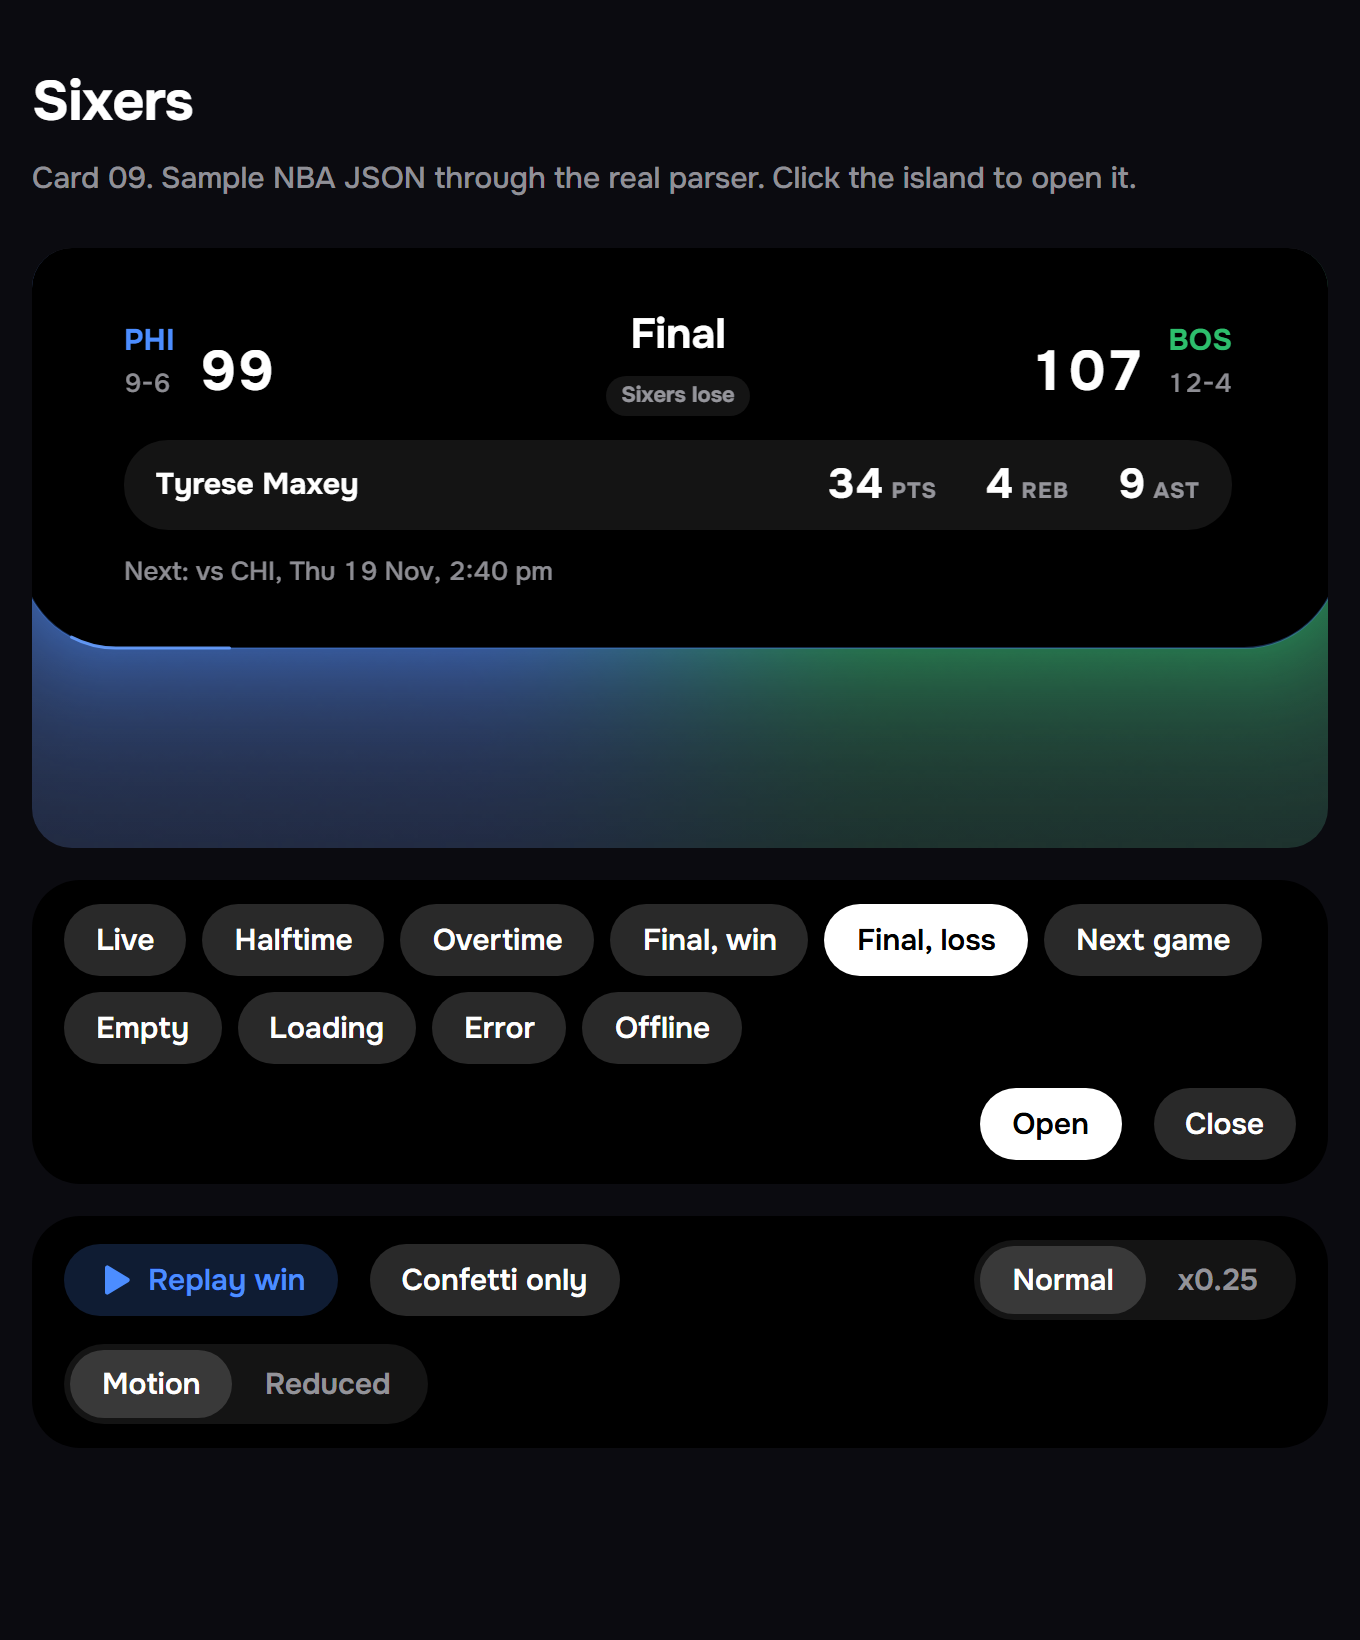 Sixers
Card 09. Sample NBA JSON through the real parser. Click the island to open it.
PHI
9-6
99
Final
Sixers lose
107
BOS
12-4
Tyrese Maxey 34 PTS 4 REB 9 AST
Next: vs CHI, Thu 19 Nov, 2:40 pm
Live Halftime Overtime Final, win Final, loss Next game
Empty Loading Error Offline
Open Close
Replay win Confetti only Normal x0.25
Motion Reduced